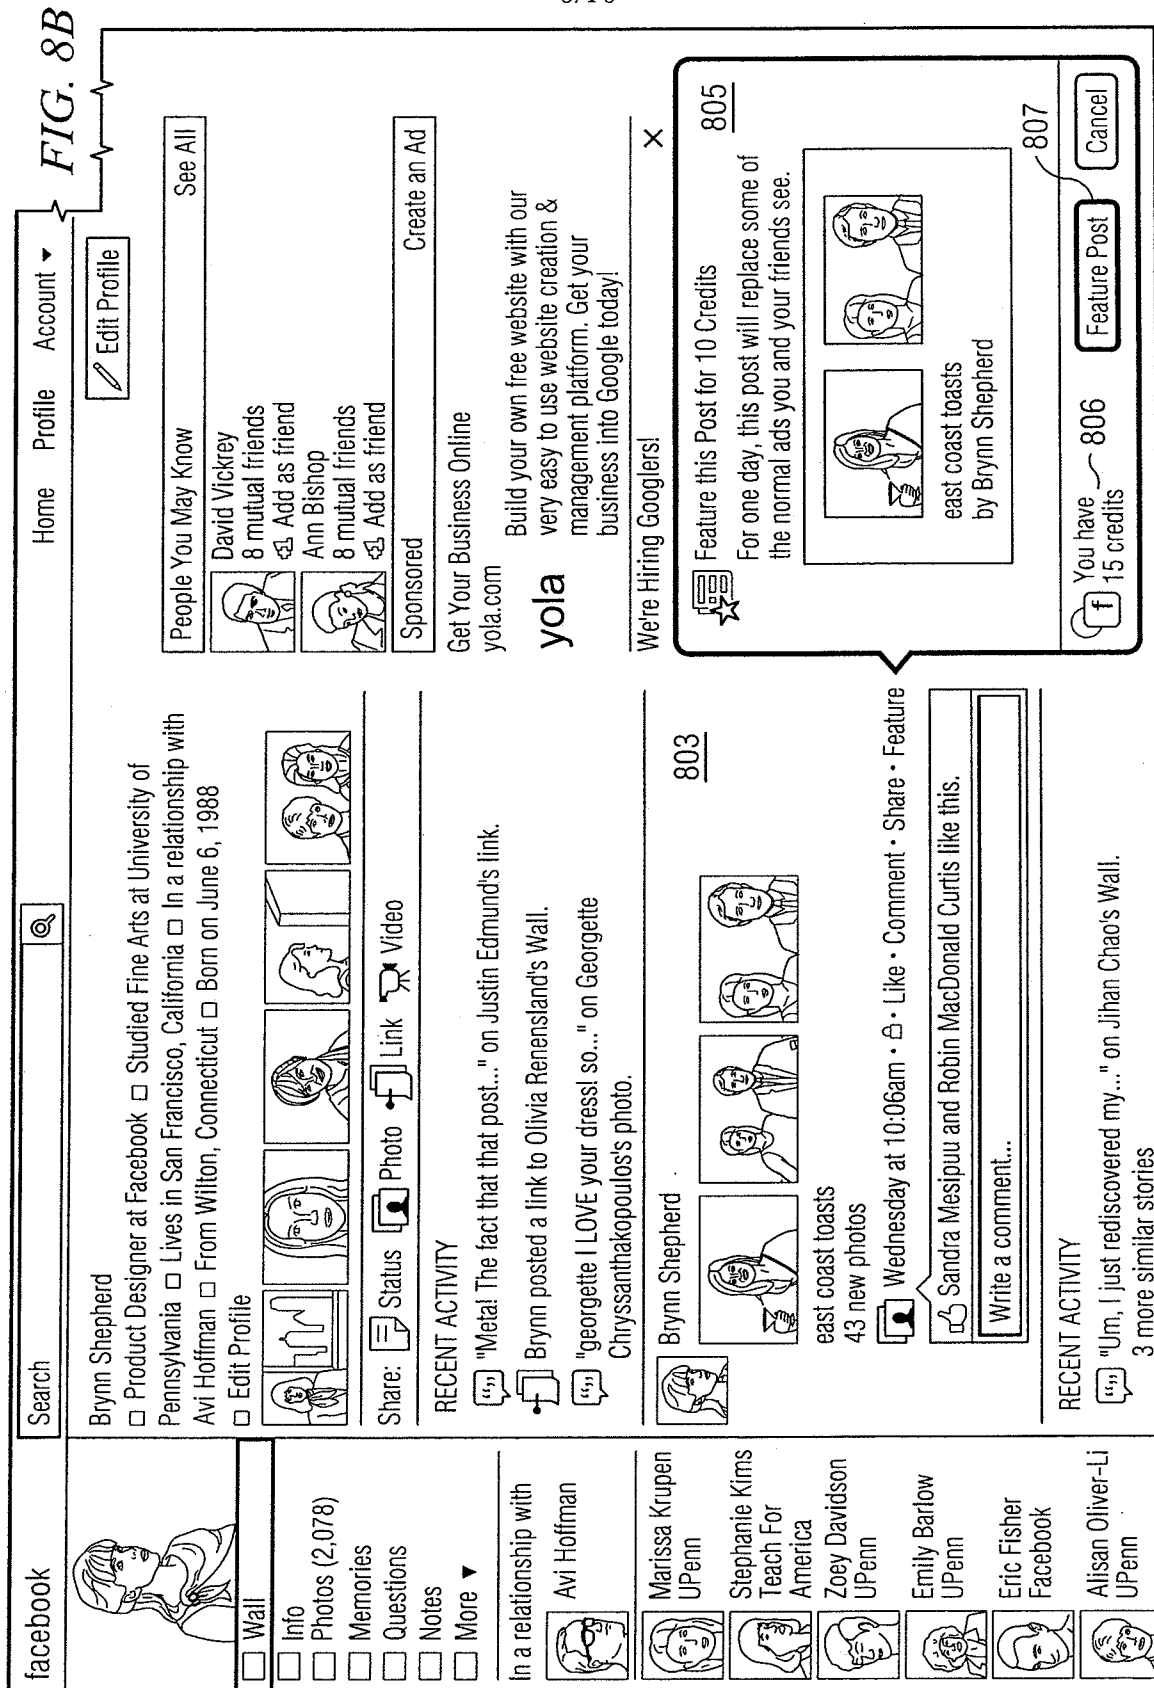 FIG. 8B
facebook
Search
Home Profile Account ▾
Wall
Info
Photos (2,078)
Memories
Questions
Notes
More ▾
In a relationship with
Avi Hoffman
Marissa Krupen
UPenn
Stephanie Kims
Teach For
America
Zoey Davidson
UPenn
Emily Barlow
UPenn
Eric Fisher
Facebook
Alisan Oliver-Li
UPenn
Brynn Shepherd
□ Product Designer at Facebook □ Studied Fine Arts at University of
Pennsylvania □ Lives in San Francisco, California □ In a relationship with
Avi Hoffman □ From Wilton, Connecticut □ Born on June 6, 1988
□ Edit Profile
Share: Status Photo Link Video
RECENT ACTIVITY
"Meta! The fact that post..." on Justin Edmund's link.
Brynn posted a link to Olivia Renensland's Wall.
"georgette I LOVE your dress! so..." on Georgette
Chryssanthakopoulos's photo.
Brynn Shepherd
803
east coast toasts
43 new photos
Wednesday at 10:06am • Like • Comment • Share • Feature
Sandra Mesipuu and Robin MacDonald Curtis like this.
Write a comment...
RECENT ACTIVITY
"Um, I just rediscovered my..." on Jihan Chao's Wall.
3 more similar stories
Edit Profile
People You May Know See All
David Vickrey
8 mutual friends
Add as friend
Ann Bishop
8 mutual friends
Add as friend
Sponsored Create an Ad
Get Your Business Online
yola.com
yola
Build your own free website with our
very easy to use website creation &
management platform. Get your
business into Google today!
We're Hiring Googlers! X
Feature this Post for 10 Credits 805
For one day, this post will replace some of
the normal ads you and your friends see.
east coast toasts
by Brynn Shepherd
f
You have
15 credits
806
807
Feature Post
Cancel